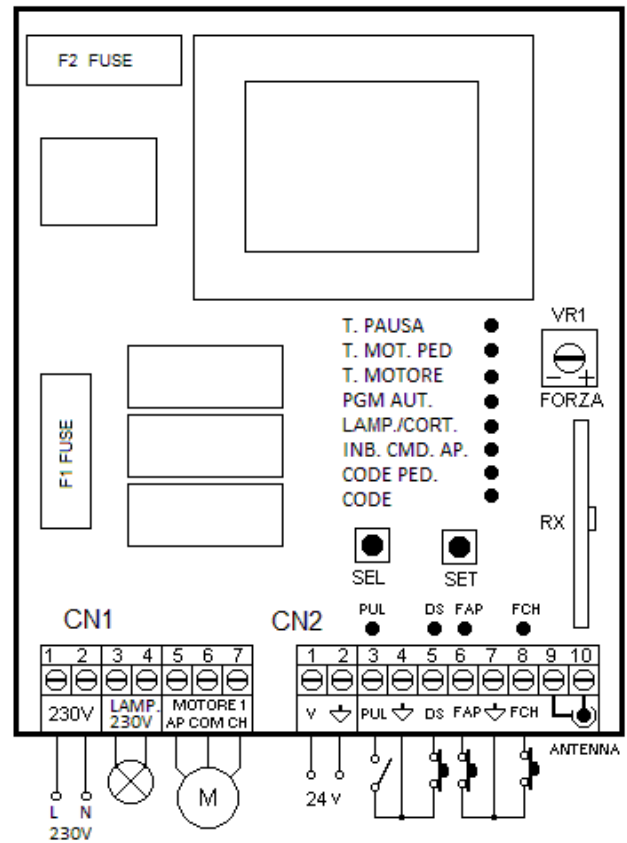 F2 FUSE
T. PAUSA
T. MOT. PED
T. MOTORE
PGM AUT.
LAMP./CORT.
INB. CMD. AP.
CODE PED.
CODE
VR1
- +
FORZA
F1 FUSE
RX
SEL
SET
CN1
CN2
PUL DS FAP FCH
1 2 3 4 5 6 7
1 2 3 4 5 6 7 8 9 10
230V
LAMP.
230V
MOTORE 1
AP COM CH
V PUL DS FAP FCH
ANTENNA
M
L N
230V
24 V